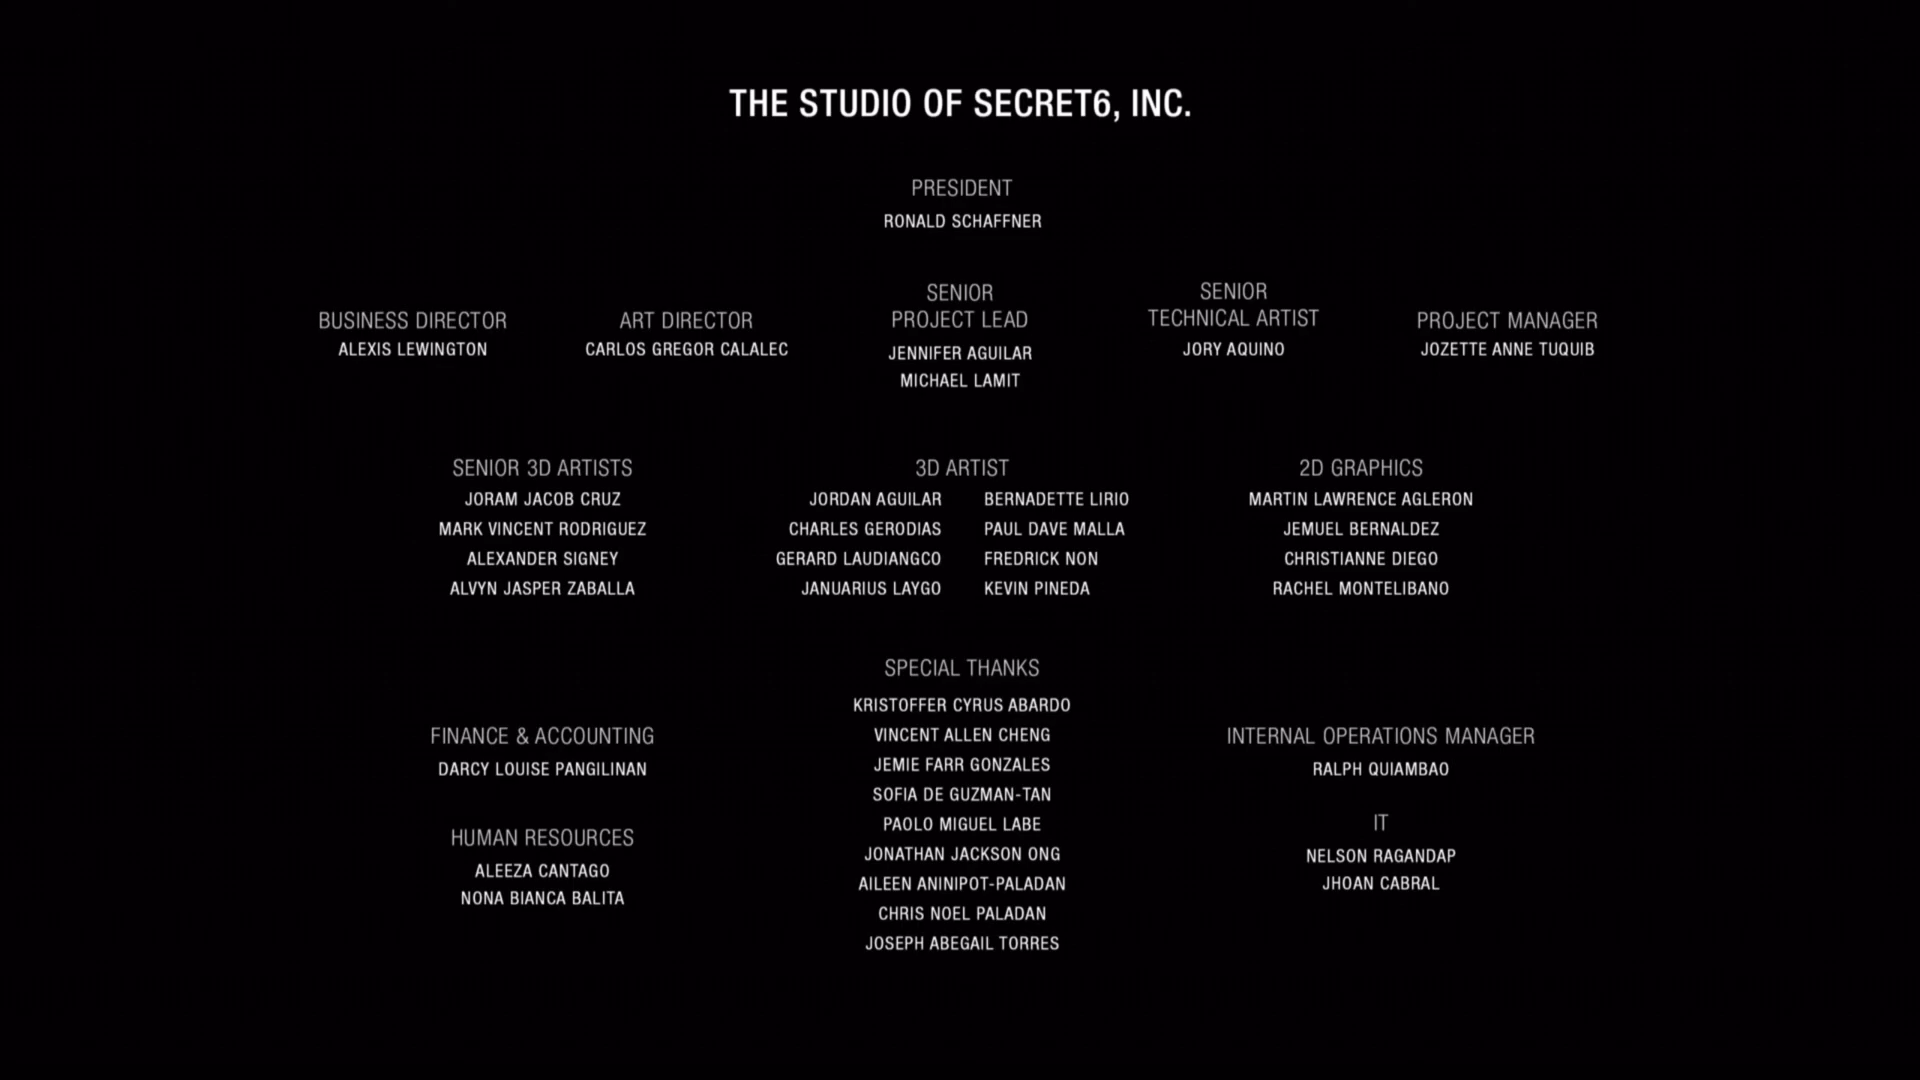 THE STUDIO OF SECRET6, INC.
PRESIDENT
RONALD SCHAFFNER
BUSINESS DIRECTOR
ALEXIS LEWINGTON
ART DIRECTOR
CARLOS GREGOR CALALEC
SENIOR
PROJECT LEAD
JENNIFER AGUILAR
MICHAEL LAMIT
SENIOR
TECHNICAL ARTIST
JORY AQUINO
PROJECT MANAGER
JOZETTE ANNE TUQUIB
SENIOR 3D ARTISTS
JORAM JACOB CRUZ
MARK VINCENT RODRIGUEZ
ALEXANDER SIGNEY
ALVYN JASPER ZABALLA
3D ARTIST
JORDAN AGUILAR
CHARLES GERODIAS
GERARD LAUDIANGCO
JANUARIUS LAYGO
BERNADETTE LIRIO
PAUL DAVE MALLA
FREDRICK NON
KEVIN PINEDA
2D GRAPHICS
MARTIN LAWRENCE AGLERON
JEMUEL BERNALDEZ
CHRISTIANNE DIEGO
RACHEL MONTELIBANO
FINANCE & ACCOUNTING
DARCY LOUISE PANGILINAN
HUMAN RESOURCES
ALEEZA CANTAGO
NONA BIANCA BALITA
SPECIAL THANKS
KRISTOFFER CYRUS ABARDO
VINCENT ALLEN CHENG
JEMIE FARR GONZALES
SOFIA DE GUZMAN-TAN
PAOLO MIGUEL LABE
JONATHAN JACKSON ONG
AILEEN ANINIPOT-PALADAN
CHRIS NOEL PALADAN
JOSEPH ABEGAIL TORRES
INTERNAL OPERATIONS MANAGER
RALPH QUIAMBAO
IT
NELSON RAGANDAP
JHOAN CABRAL